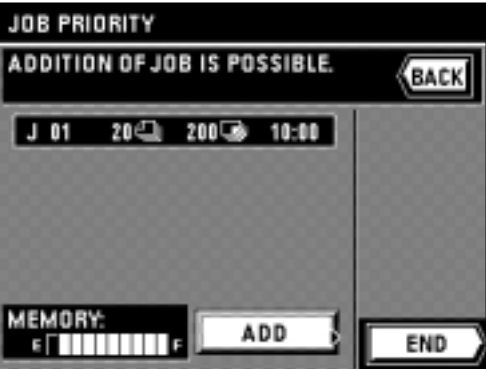 JOB PRIORITY
ADDITION OF JOB IS POSSIBLE.
BACK
J 01 20 200 10:00
MEMORY:
E F
ADD
END